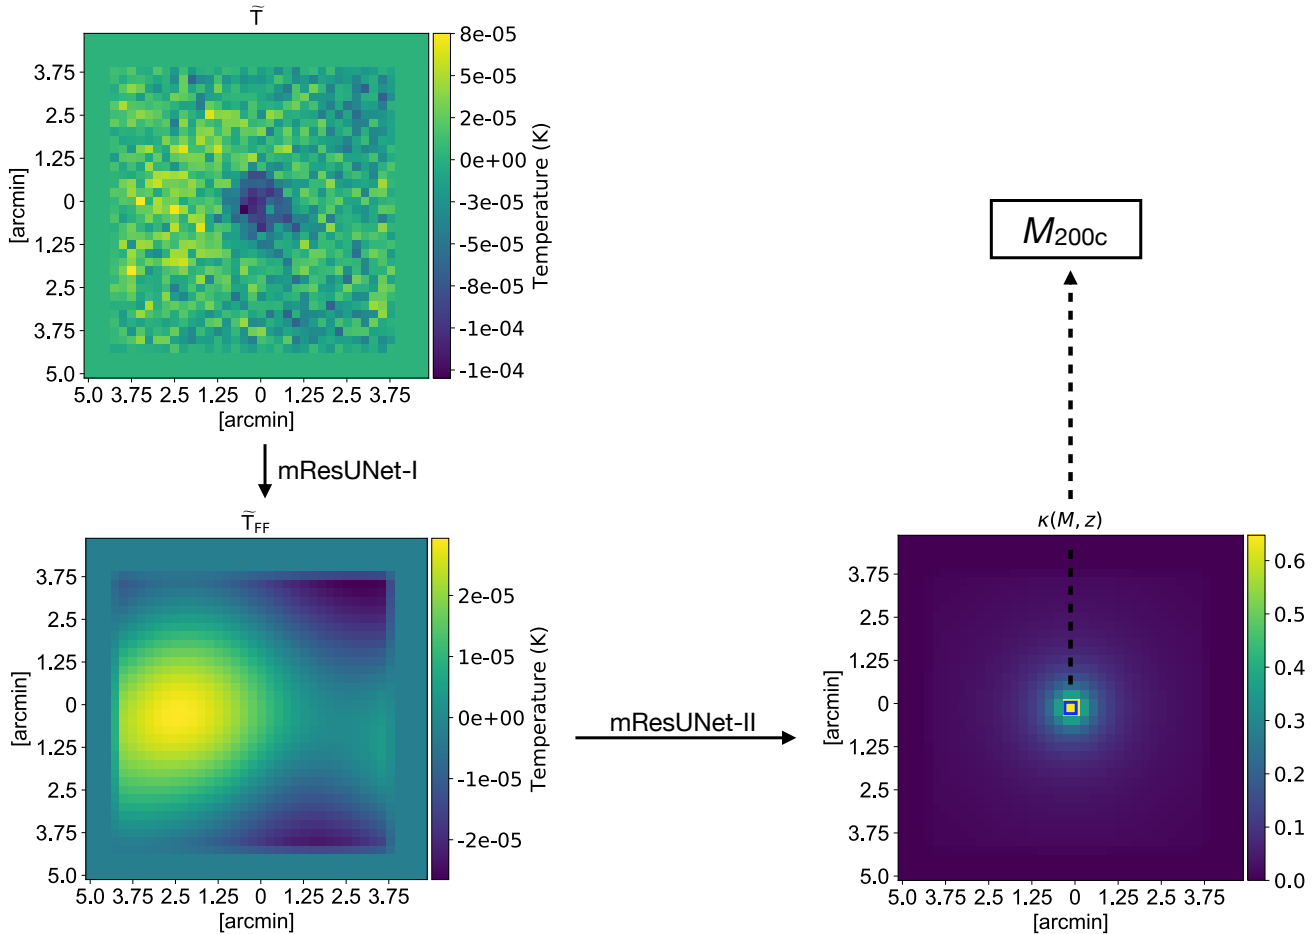 T̃
8e-05
5e-05
3e-05
0e+00
-3e-05
-5e-05
-8e-05
-1e-04
-1e-04
Temperature (K)
3.75
2.5
1.25
0
1.25
2.5
3.75
5.0
[arcmin]
5.0 3.75 2.5 1.25 0 1.25 2.5 3.75
[arcmin]
M200c
mResUNet-I
T̃FF
2e-05
1e-05
0e+00
-1e-05
-2e-05
Temperature (K)
3.75
2.5
1.25
0
1.25
2.5
3.75
5.0
[arcmin]
5.0 3.75 2.5 1.25 0 1.25 2.5 3.75
[arcmin]
mResUNet-II
κ(M, z)
0.6
0.5
0.4
0.3
0.2
0.1
0.0
3.75
2.5
1.25
0
1.25
2.5
3.75
5.0
[arcmin]
5.0 3.75 2.5 1.25 0 1.25 2.5 3.75
[arcmin]